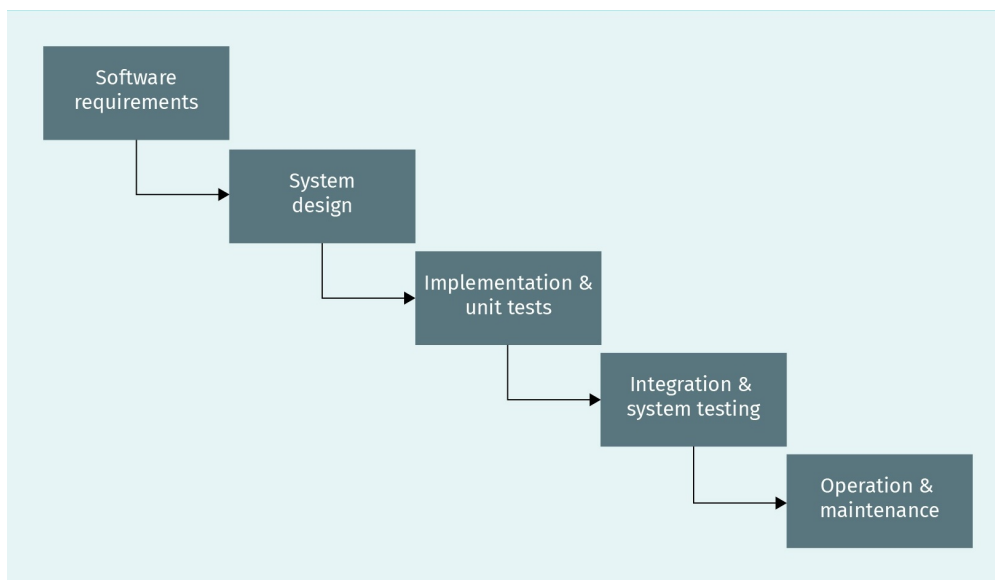 Software
requirements
System
design
Implementation &
unit tests
Integration &
system testing
Operation &
maintenance